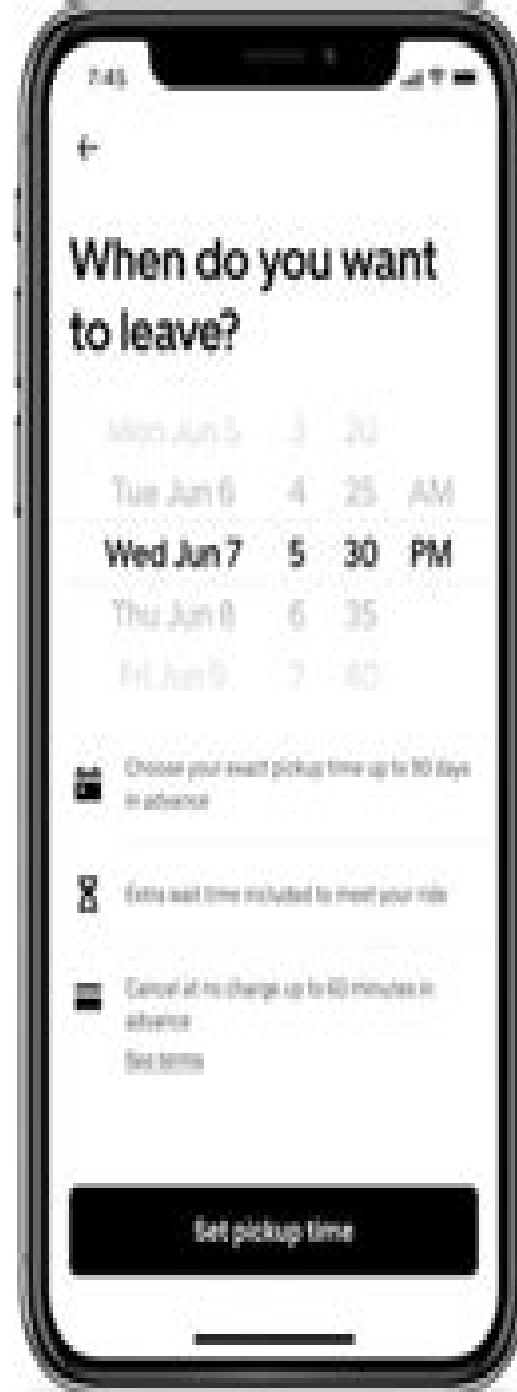 7:45
When do you want
to leave?
Mon Jun 5 3 20
Tue Jun 6 4 25 AM
Wed Jun 7 5 30 PM
Thu Jun 8 6 35
Fri Jun 9 7 40
Choose your exact pickup time up to 90 days
in advance
Extra wait time included to meet your ride
Cancel at no charge up to 60 minutes in
advance
See terms
Set pickup time